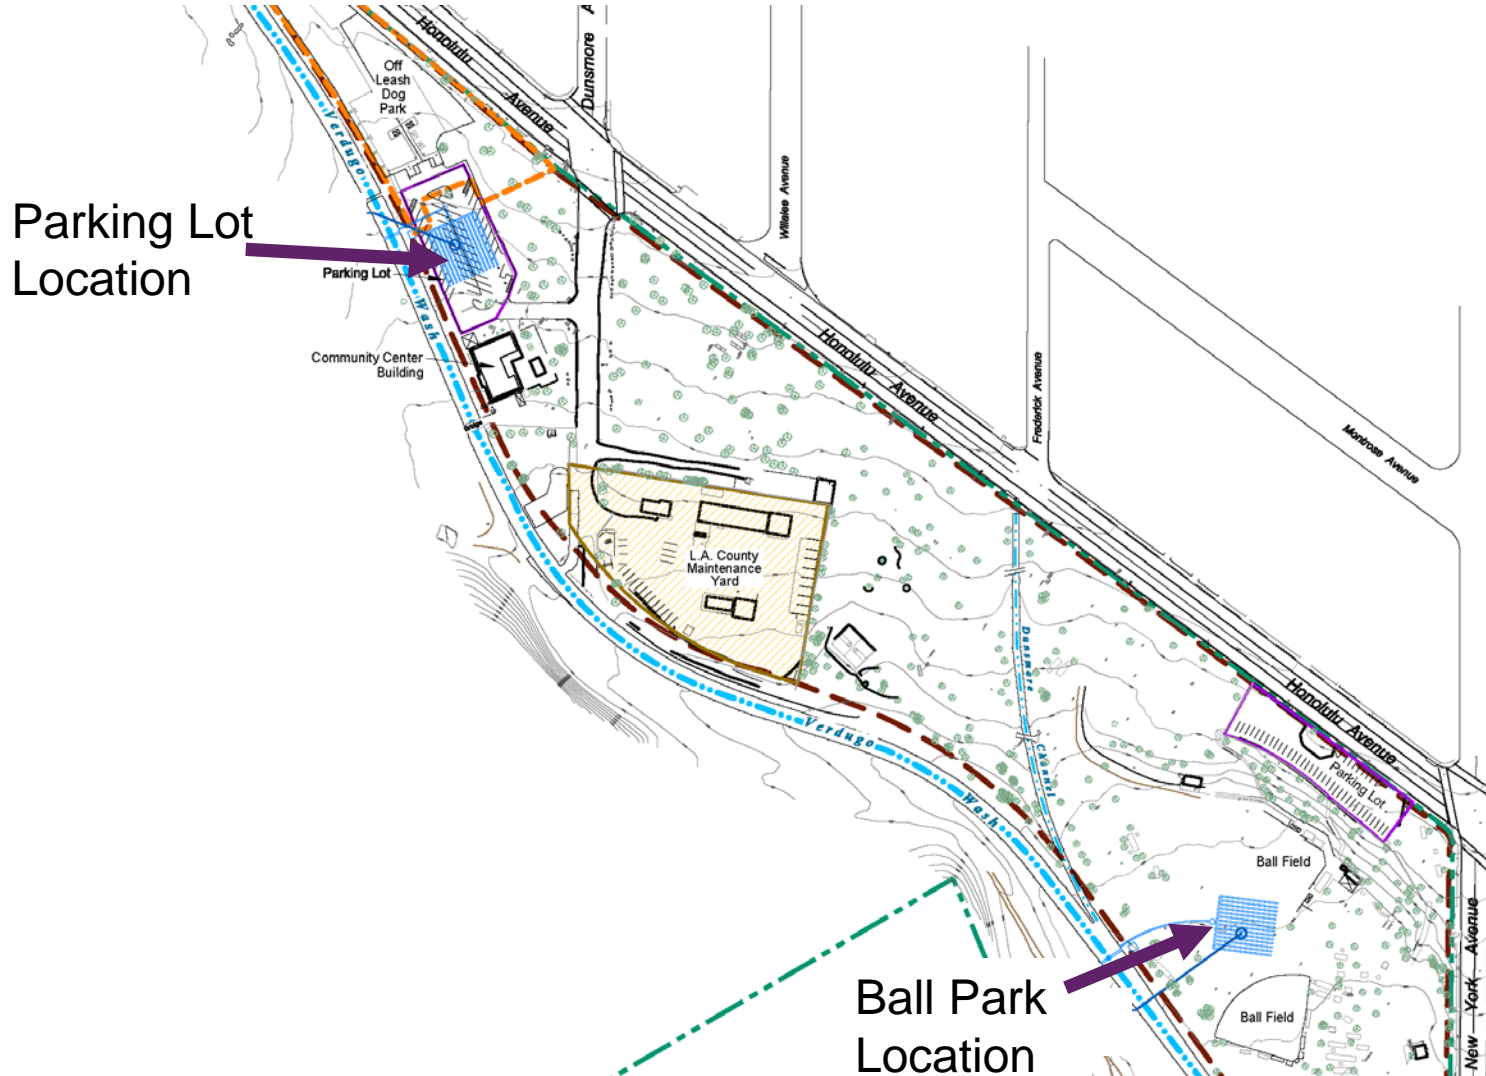 Honolulu
Avenue
Dunsmore A
Off
Leash
Dog
Park
Verdugo
Willalee Avenue
Parking Lot
Location
Parking Lot
Wash
Community Center
Building
Honolulu Avenue
Frederick Avenue
Montrose Avenue
L.A. County
Maintenance
Yard
Dunsmore
Channel
Verdugo
Wash
Honolulu Avenue
Parking Lot
Ball Field
Ball Park
Location
Ball Field
New York Avenue